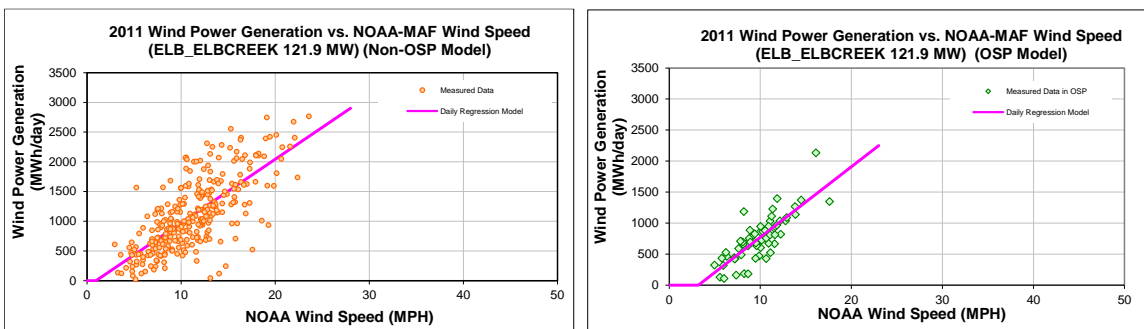 2011 Wind Power Generation vs. NOAA-MAF Wind Speed
(ELB_ELBCREEK 121.9 MW) (Non-OSP Model)
Wind Power Generation
(MWh/day)
3500
3000
2500
2000
1500
1000
500
0
Measured Data
Daily Regression Model
0 10 20 30 40 50
NOAA Wind Speed (MPH)
2011 Wind Power Generation vs. NOAA-MAF Wind Speed
(ELB_ELBCREEK 121.9 MW) (OSP Model)
Wind Power Generation
(MWh/day)
3500
3000
2500
2000
1500
1000
500
0
Measured Data in OSP
Daily Regression Model
0 10 20 30 40 50
NOAA Wind Speed (MPH)